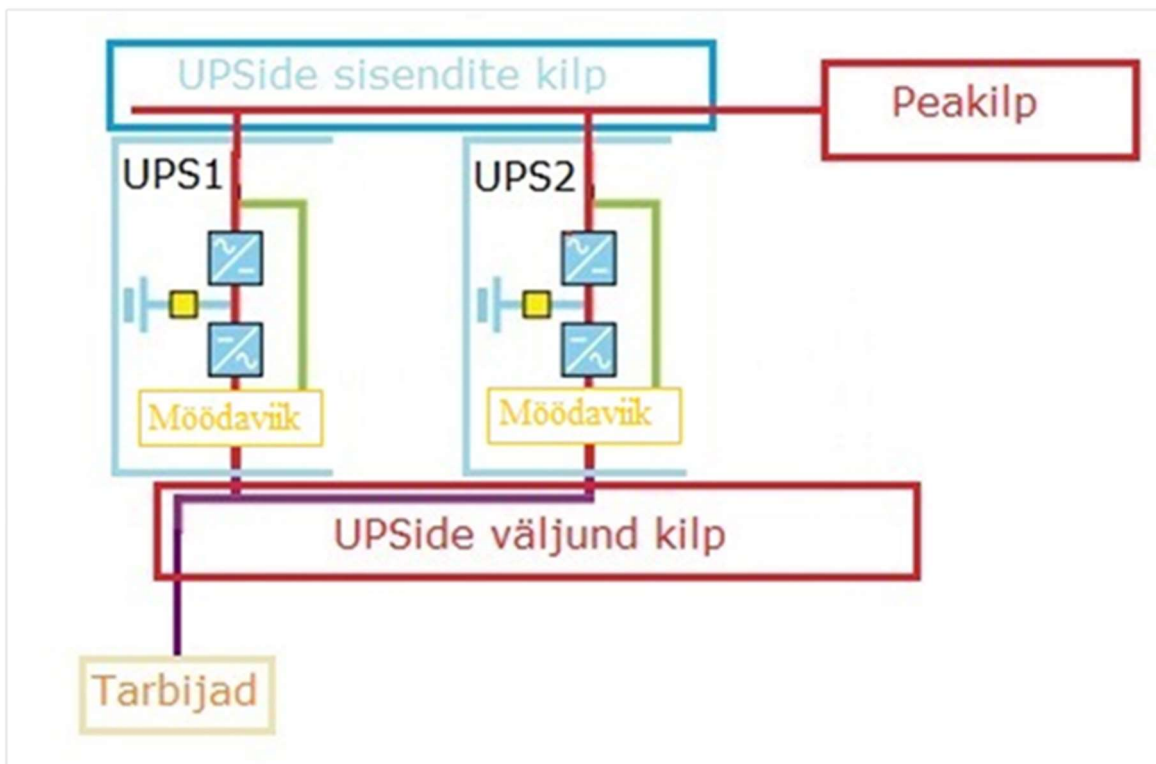 UPSide sisendite kilp
Peakilp
UPS1
UPS2
Möödaviik
Möödaviik
UPSide väljund kilp
Tarbijad